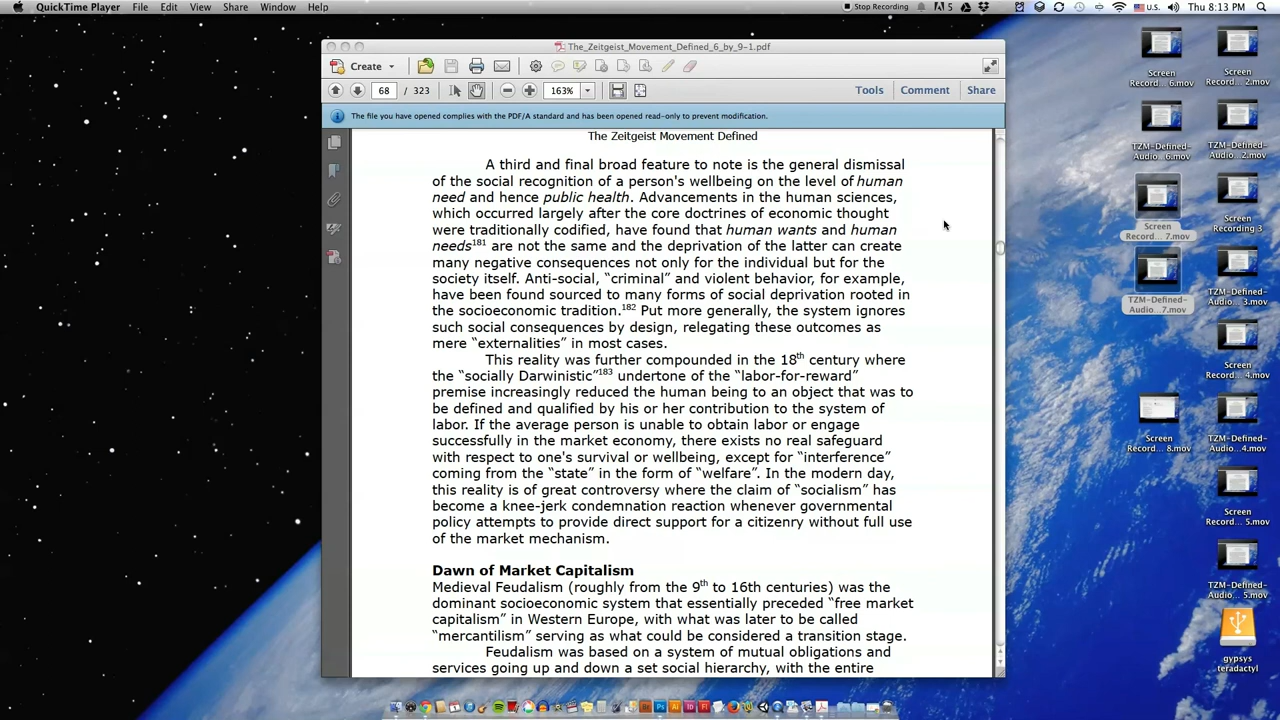 QuickTime Player File Edit View Window Help Stop Recording 5 U.S. Thu 8:13 PM
The_Zeitgeist_Movement_Defined_6_by_9-1.pdf
Create
68 / 323 163% Tools Comment Share
The file you have opened complies with the PDF/A standard and has been opened read-only to prevent modification.
The Zeitgeist Movement Defined
A third and final broad feature to note is the general dismissal
of the social recognition of a person's wellbeing on the level of human
need and hence public health. Advancements in the human sciences,
which occurred largely after the core doctrines of economic thought
were traditionally codified, have found that human wants and human
needs181 are not the same and the deprivation of the latter can create
many negative consequences not only for the individual but for the
society itself. Anti-social, “criminal” and violent behavior, for example,
have been found sourced to many forms of social deprivation rooted in
the socioeconomic tradition.182 Put more generally, the system ignores
such social consequences by design, relegating these outcomes as
mere “externalities” in most cases.
This reality was further compounded in the 18th century where
the “socially Darwinistic”183 undertone of the “labor-for-reward”
premise increasingly reduced the human being to an object that was to
be defined and qualified by his or her contribution to the system of
labor. If the average person is unable to obtain labor or engage
successfully in the market economy, there exists no real safeguard
with respect to one's survival or wellbeing, except for “interference”
coming from the “state” in the form of “welfare”. In the modern day,
this reality is of great controversy where the claim of “socialism” has
become a knee-jerk condemnation reaction whenever governmental
policy attempts to provide direct support for a citizenry without full use
of the market mechanism.
Dawn of Market Capitalism
Medieval Feudalism (roughly from the 9th to 16th centuries) was the
dominant socioeconomic system that essentially preceded “free market
capitalism” in Western Europe, with what was later to be called
“mercantilism” serving as what could be considered a transition stage.
Feudalism was based on a system of mutual obligations and
services going up and down a set social hierarchy, with the entire
Screen
Record... 6.mov
Screen
Record... 2.mov
TZM-Defined-
Audio...6.mov
TZM-Defined-
Audio...2.mov
Screen
Record... 7.mov
Screen
Recording 3
TZM-Defined-
Audio...7.mov
TZM-Defined-
Audio... 3.mov
Screen
Record... 4.mov
Screen
Record... 8.mov
TZM-Defined-
Audio...4.mov
Screen
Record... 5.mov
TZM-Defined-
Audio... 5.mov
gypsys
teradactyl